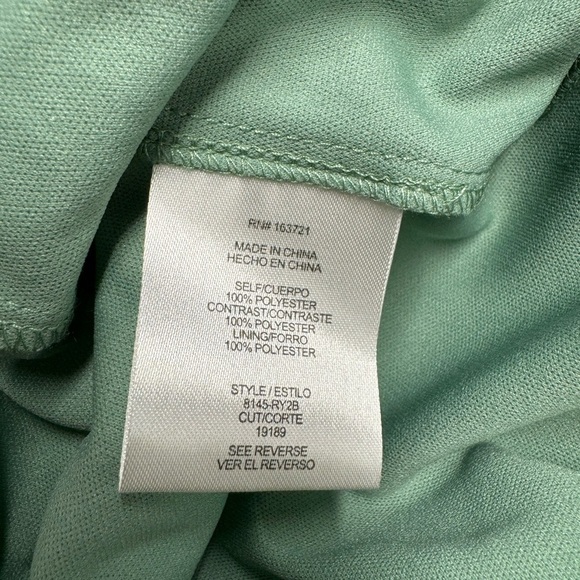 RN# 163721
MADE IN CHINA
HECHO EN CHINA
SELF/CUERPO
100% POLYESTER
CONTRAST/CONTRASTE
100% POLYESTER
LINING/FORRO
100% POLYESTER
STYLE / ESTILO
8145-RY2B
CUT/CORTE
19189
SEE REVERSE
VER EL REVERSO